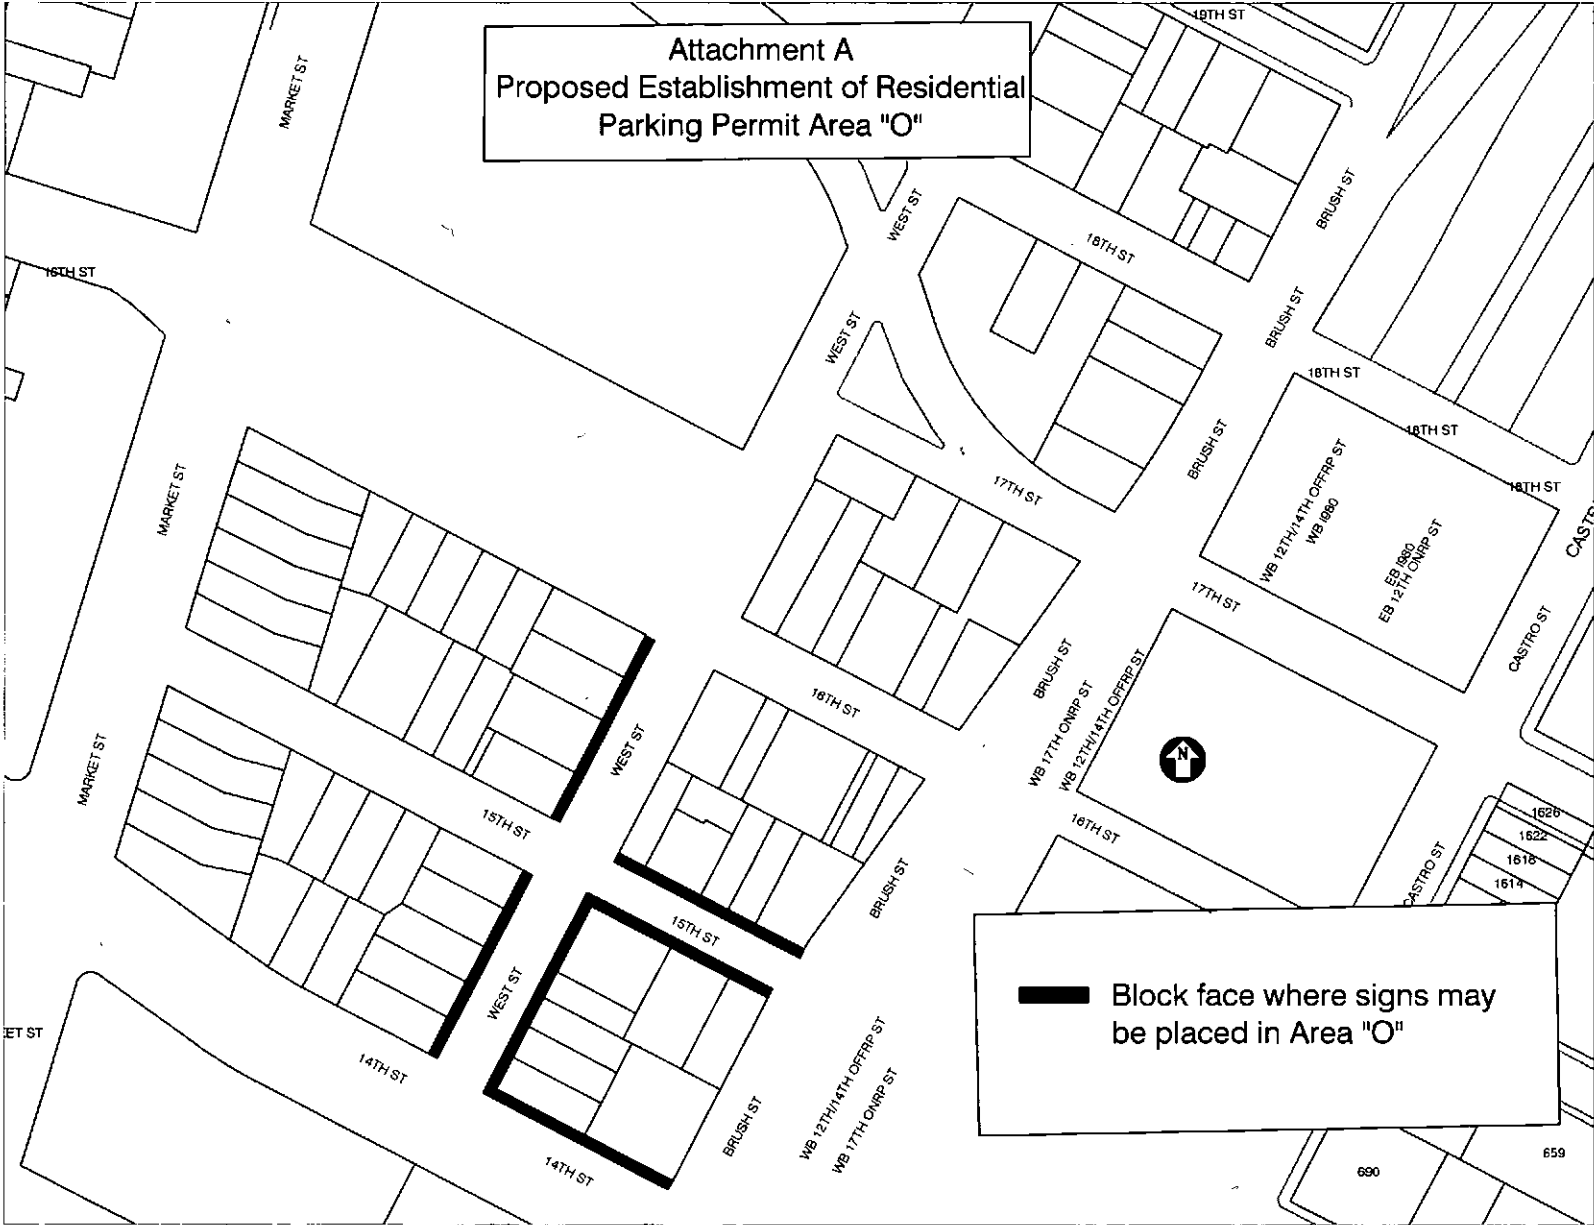 19TH ST
Attachment A
Proposed Establishment of Residential
Parking Permit Area "O"
MARKET ST
WEST ST
BRUSH ST
18TH ST
16TH ST
BRUSH ST
WEST ST
18TH ST
18TH ST
BRUSH ST
MARKET ST
17TH ST
18TH ST
WB 12TH/14TH OFFRP ST
WB I980
EB I980
EB 12TH ONRP ST
17TH ST
CASTRO ST
BRUSH ST
16TH ST
WEST ST
MARKET ST
WB 17TH ONRP ST
WB 12TH/14TH OFFRP ST
N
15TH ST
16TH ST
1626
1622
1618
1614
CASTRO ST
BRUSH ST
15TH ST
WEST ST
Block face where signs may
be placed in Area "O"
14TH ST
WB 12TH/14TH OFFRP ST
WB 17TH ONRP ST
BRUSH ST
14TH ST
690
659